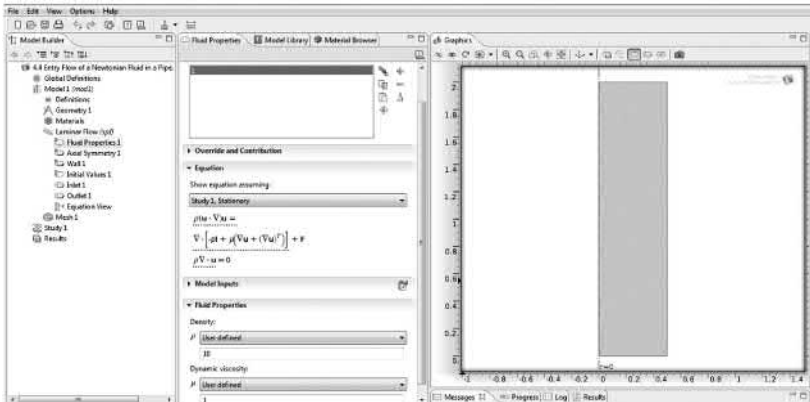 File Edit View Options Help
Model Builder
4.4 Entry Flow of a Newtonian Fluid in a Pipe.
Global Definitions
Model 1 (mod1)
Definitions
Geometry 1
Materials
Laminar Flow (spf)
Fluid Properties 1
Axial Symmetry 1
Wall 1
Initial Values 1
Inlet 1
Outlet 1
Equation View
Mesh 1
Study 1
Results
Fluid Properties Model Library Material Browser
1
Override and Contribution
Equation
Show equation assuming:
Study 1, Stationary
ρ(u · ∇)u =
∇ · [-pI + μ(∇u + (∇u)ᵀ)] + F
ρ∇ · u = 0
Model Inputs
Fluid Properties
Density:
ρ User defined
10
Dynamic viscosity:
μ User defined
1
Graphics
2
1.8
1.6
1.4
1.2
1
0.8
0.6
0.4
0.2
0
r=0
-1 -0.8 -0.6 -0.4 -0.2 0 0.2 0.4 0.6 0.8 1 1.2 1.4
Messages Progress Log Results